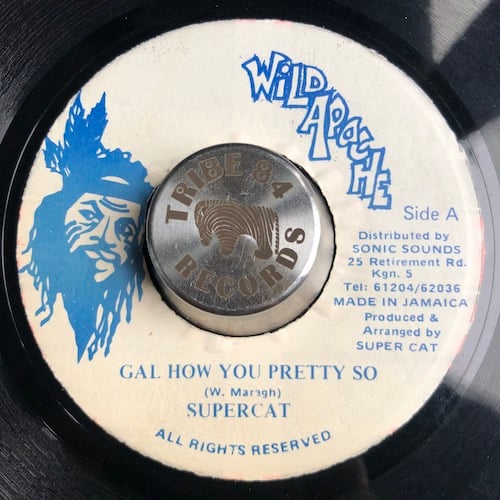 WILD
APACHE
TRIBE 84
RECORDS
Side A
Distributed by
SONIC SOUNDS
25 Retirement Rd.
Kgn. 5
Tel: 61204/62036
MADE IN JAMAICA
Produced &
Arranged by
SUPER CAT
GAL HOW YOU PRETTY SO
(W. Maragh)
SUPERCAT
ALL RIGHTS RESERVED